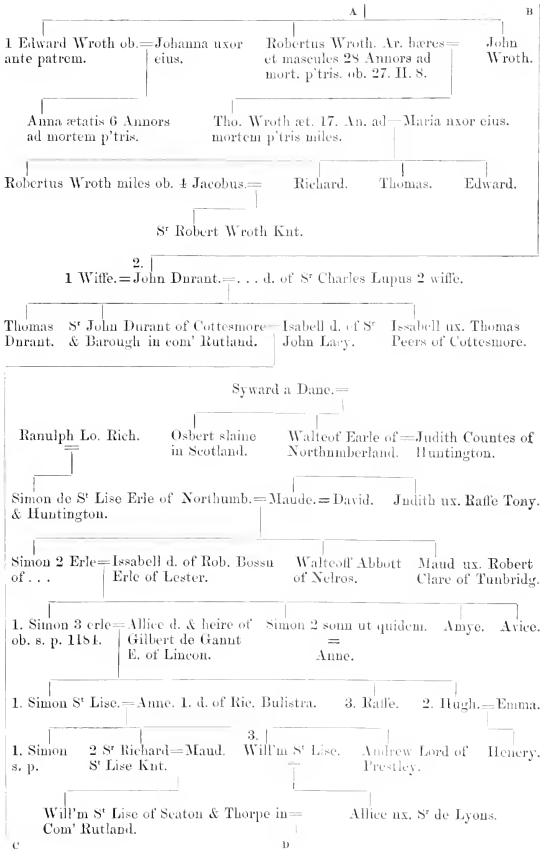 A B
1 Edward Wroth ob.=Johanna uxor Robertus Wroth. Ar. hæres= John
ante patrem. eius. et mascules 28 Annors ad Wroth.
mort. p'tris. ob. 27. H. 8.
Anna ætatis 6 Annors Tho. Wroth æt. 17. An. ad=Maria uxor eius.
ad mortem p'tris. mortem p'tris miles.
Robertus Wroth miles ob. 4 Jacobus.= Richard. Thomas. Edward.
Sʳ Robert Wroth Knt.
2.
1 Wiffe.=John Durant.=. . . d. of Sʳ Charles Lupus 2 wiffe.
Thomas Sʳ John Durant of Cottesmore=Isabell d. of Sʳ Issabell ux. Thomas
Durant. & Barough in com' Rutland. John Lacy. Peers of Cottesmore.
Syward a Dane.=
Ranulph Lo. Rich. Osbert slaine Walteof Earle of=Judith Countes of
= in Scotland. Northumberland. Huntington.
Simon de Sᵗ Lise Erle of Northumb.=Maude.=David. Judith ux. Raffe Tony.
& Huntington.
Simon 2 Erle=Issabell d. of Rob. Bossu Walteoff Abbott Maud ux. Robert
of . . . Erle of Lester. of Nelros. Clare of Tunbridg.
1. Simon 3 erle=Allice d. & heire of Simon 2 sonn ut quidem. Amye. Avice.
ob. s. p. 1184. Gilbert de Gannt =
E. of Lincon. Anne.
1. Simon Sᵗ Lise.=Anne. 1. d. of Ric. Bulistra. 3. Raffe. 2. Hugh.=Emma.
3.
1. Simon 2 Sʳ Richard=Maud. Will'm Sᵗ Lise. Andrew Lord of Henery.
s. p. Sᵗ Lise Knt. = Prestley.
Will'm Sᵗ Lise of Seaton & Thorpe in= Allice ux. Sʳ de Lyons.
Com' Rutland.
C D